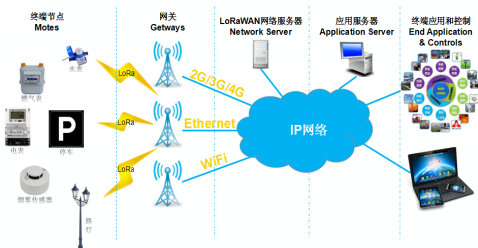 终端节点
Motes
网关
Getways
LoRaWAN网络服务器
Network Server
应用服务器
Application Server
终端应用和控制
End Application
& Controls
水表
LoRa
燃气表
2G/3G/4G
LoRa
Ethernet
IP网络
P
电表
停车
WiFi
LoRa
烟雾传感器
路灯